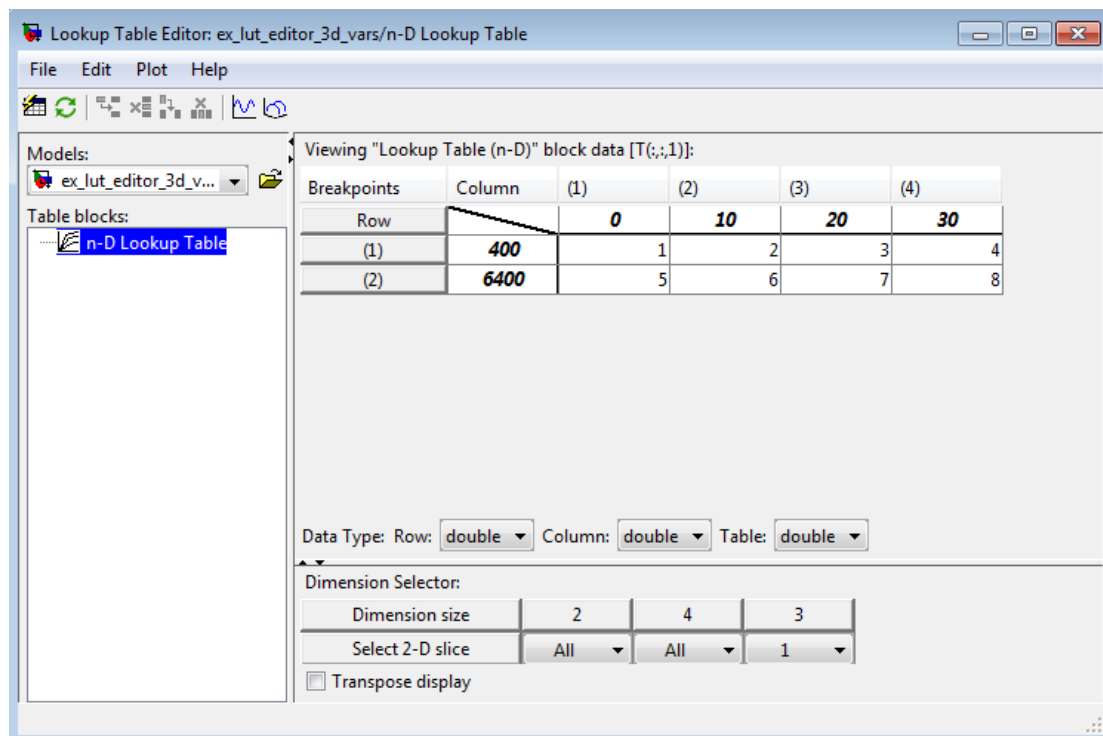 Lookup Table Editor: ex_lut_editor_3d_vars/n-D Lookup Table
File Edit Plot Help
Models:
ex_lut_editor_3d_v...
Table blocks:
n-D Lookup Table
Viewing "Lookup Table (n-D)" block data [T(:,:,1)]:
Breakpoints Column (1) (2) (3) (4)
Row 0 10 20 30
(1) 400 1 2 3 4
(2) 6400 5 6 7 8
Data Type: Row: double Column: double Table: double
Dimension Selector:
Dimension size 2 4 3
Select 2-D slice All All 1
Transpose display